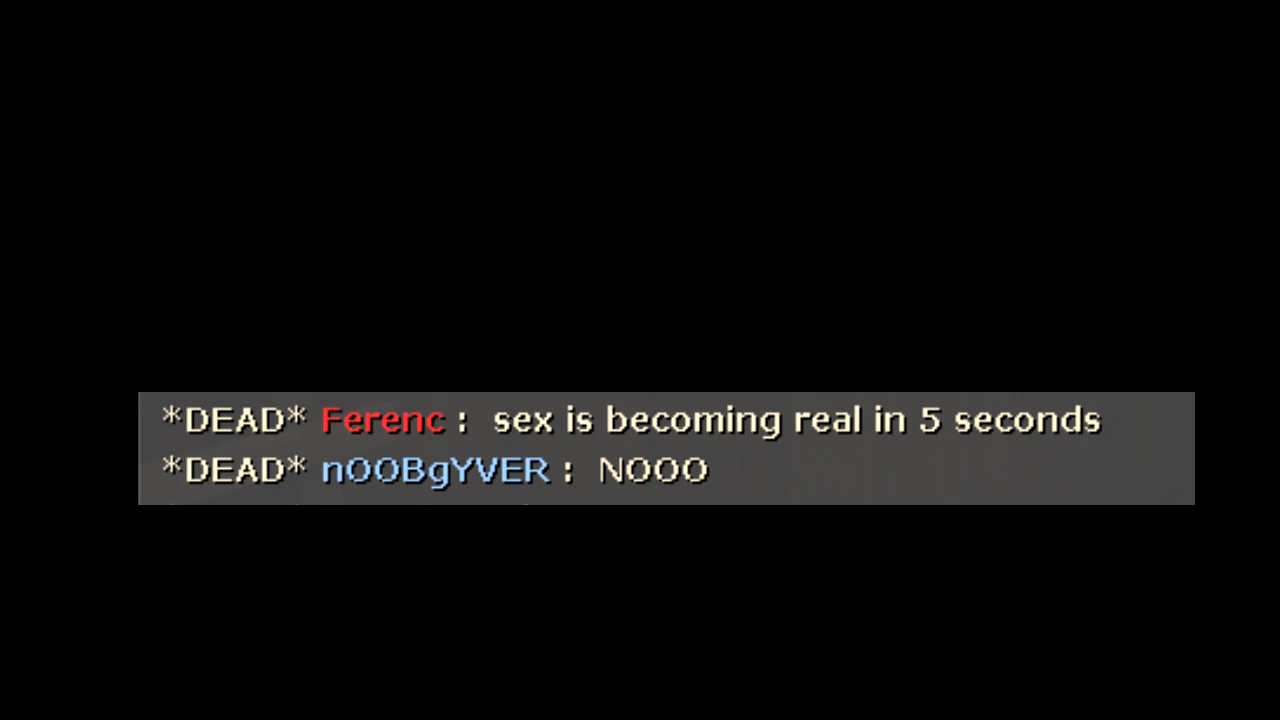 *DEAD* Ferenc :  sex is becoming real in 5 seconds
*DEAD* nOOBgYVER :  NOOO